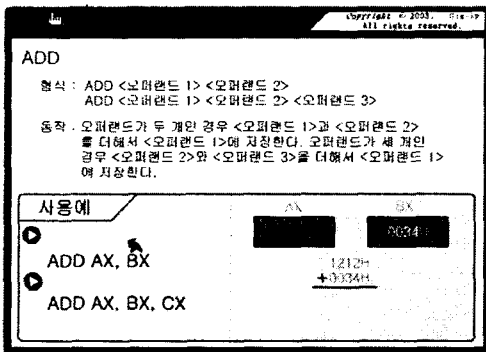 Copyright © 2003.
All rights reserved.
ADD
형식 : ADD <오퍼랜드 1> <오퍼랜드 2>
ADD <오퍼랜드 1> <오퍼랜드 2> <오퍼랜드 3>
동작 : 오퍼랜드가 두 개인 경우 <오퍼랜드 1>과 <오퍼랜드 2>
를 더해서 <오퍼랜드 1>에 저장한다. 오퍼랜드가 세 개인
경우 <오퍼랜드 2>와 <오퍼랜드 3>을 더해서 <오퍼랜드 1>
에 저장한다.
사용예
AX BX
0034H
ADD AX, BX
1212H
+0034H
ADD AX, BX, CX